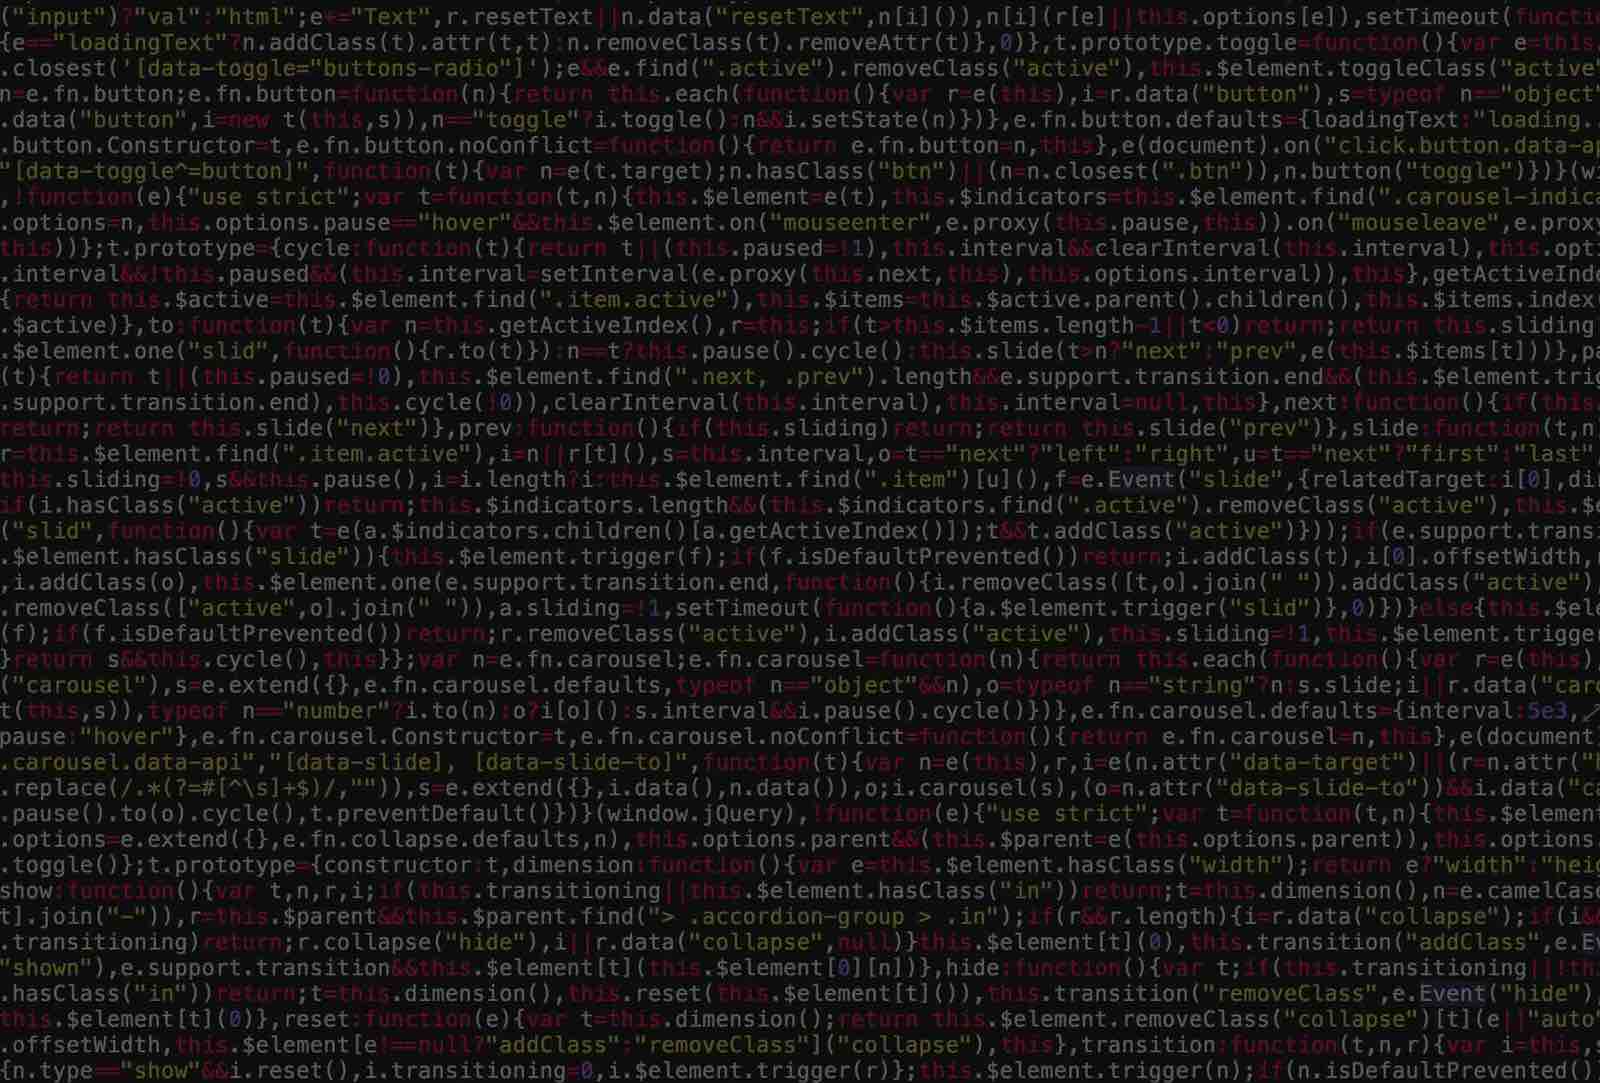 ("input")?"val":"html";e+="Text",r.resetText||n.data("resetText",n[i]()),n[i](r[e]||this.options[e]),setTimeout(functi
{e=="loadingText"?n.addClass(t).attr(t,t):n.removeClass(t).removeAttr(t)},0)},t.prototype.toggle=function(){var e=this.
.closest('[data-toggle="buttons-radio"]');e&&e.find(".active").removeClass("active"),this.$element.toggleClass("active"
n=e.fn.button;e.fn.button=function(n){return this.each(function(){var r=e(this),i=r.data("button"),s=typeof n=="object"
.data("button",i=new t(this,s)),n=="toggle"?i.toggle():n&&i.setState(n)})},e.fn.button.defaults={loadingText:"loading..
.button.Constructor=t,e.fn.button.noConflict=function(){return e.fn.button=n,this},e(document).on("click.button.data-ap
"[data-toggle^=button]",function(t){var n=e(t.target);n.hasClass("btn")||(n=n.closest(".btn")),n.button("toggle")})}(wi
,!function(e){"use strict";var t=function(t,n){this.$element=e(t),this.$indicators=this.$element.find(".carousel-indica
.options=n,this.options.pause=="hover"&&this.$element.on("mouseenter",e.proxy(this.pause,this)).on("mouseleave",e.proxy
this))};t.prototype={cycle:function(t){return t||(this.paused=!1),this.interval&&clearInterval(this.interval),this.opti
.interval&&!this.paused&&(this.interval=setInterval(e.proxy(this.next,this),this.options.interval)),this},getActiveInde
{return this.$active=this.$element.find(".item.active"),this.$items=this.$active.parent().children(),this.$items.index(
.$active)},to:function(t){var n=this.getActiveIndex(),r=this;if(t>this.$items.length-1||t<0)return;return this.sliding
.$element.one("slid",function(){r.to(t)}):n==t?this.pause().cycle():this.slide(t>n?"next":"prev",e(this.$items[t]))},pa
(t){return t||(this.paused=!0),this.$element.find(".next, .prev").length&&e.support.transition.end&&(this.$element.trig
.support.transition.end),this.cycle(!0)),clearInterval(this.interval),this.interval=null,this},next:function(){if(this.
return;return this.slide("next")},prev:function(){if(this.sliding)return;return this.slide("prev")},slide:function(t,n)
r=this.$element.find(".item.active"),i=n||r[t](),s=this.interval,o=t=="next"?"left":"right",u=t=="next"?"first":"last",
this.sliding=!0,s&&this.pause(),i=i.length?i:this.$element.find(".item")[u](),f=e.Event("slide",{relatedTarget:i[0],dir
if(i.hasClass("active"))return;this.$indicators.length&&(this.$indicators.find(".active").removeClass("active"),this.$e
("slid",function(){var t=e(a.$indicators.children()[a.getActiveIndex()]);t&&t.addClass("active")}));if(e.support.transi
.$element.hasClass("slide")){this.$element.trigger(f);if(f.isDefaultPrevented())return;i.addClass(t),i[0].offsetWidth,r
,i.addClass(o),this.$element.one(e.support.transition.end,function(){i.removeClass([t,o].join(" ")).addClass("active"),
.removeClass(["active",o].join(" ")),a.sliding=!1,setTimeout(function(){a.$element.trigger("slid")},0)})}else{this.$ele
(f);if(f.isDefaultPrevented())return;r.removeClass("active"),i.addClass("active"),this.sliding=!1,this.$element.trigger
}return s&&this.cycle(),this}};var n=e.fn.carousel;e.fn.carousel=function(n){return this.each(function(){var r=e(this),
("carousel"),s=e.extend({},e.fn.carousel.defaults,typeof n=="object"&&n),o=typeof n=="string"?n:s.slide;i||r.data("caro
t(this,s)),typeof n=="number"?i.to(n):o?i[o]():s.interval&&i.pause().cycle()})},e.fn.carousel.defaults={interval:5e3,
pause:"hover"},e.fn.carousel.Constructor=t,e.fn.carousel.noConflict=function(){return e.fn.carousel=n,this},e(document)
.carousel.data-api","[data-slide], [data-slide-to]",function(t){var n=e(this),r,i=e(n.attr("data-target")||(r=n.attr("h
.replace(/.*(?=#[^\s]+$)/,"")),s=e.extend({},i.data(),n.data()),o;i.carousel(s),(o=n.attr("data-slide-to"))&&i.data("ca
.pause().to(o).cycle(),t.preventDefault()})}(window.jQuery),!function(e){"use strict";var t=function(t,n){this.$element
.options=e.extend({},e.fn.collapse.defaults,n),this.options.parent&&(this.$parent=e(this.options.parent)),this.options.
.toggle()};t.prototype={constructor:t,dimension:function(){var e=this.$element.hasClass("width");return e?"width":"heig
show:function(){var t,n,r,i;if(this.transitioning||this.$element.hasClass("in"))return;t=this.dimension(),n=e.camelCase
t].join("-")),r=this.$parent&&this.$parent.find("> .accordion-group > .in");if(r&&r.length){i=r.data("collapse");if(i&&
.transitioning)return;r.collapse("hide"),i||r.data("collapse",null)}this.$element[t](0),this.transition("addClass",e.Ev
"shown"),e.support.transition&&this.$element[t](this.$element[0][n])},hide:function(){var t;if(this.transitioning||!thi
.hasClass("in"))return;t=this.dimension(),this.reset(this.$element[t]()),this.transition("removeClass",e.Event("hide"),
this.$element[t](0)},reset:function(e){var t=this.dimension();return this.$element.removeClass("collapse")[t](e||"auto"
.offsetWidth,this.$element[e!==null?"addClass":"removeClass"]("collapse"),this},transition:function(t,n,r){var i=this,s
{n.type=="show"&&i.reset(),i.transitioning=0,i.$element.trigger(r)};this.$element.trigger(n);if(n.isDefaultPrevented()